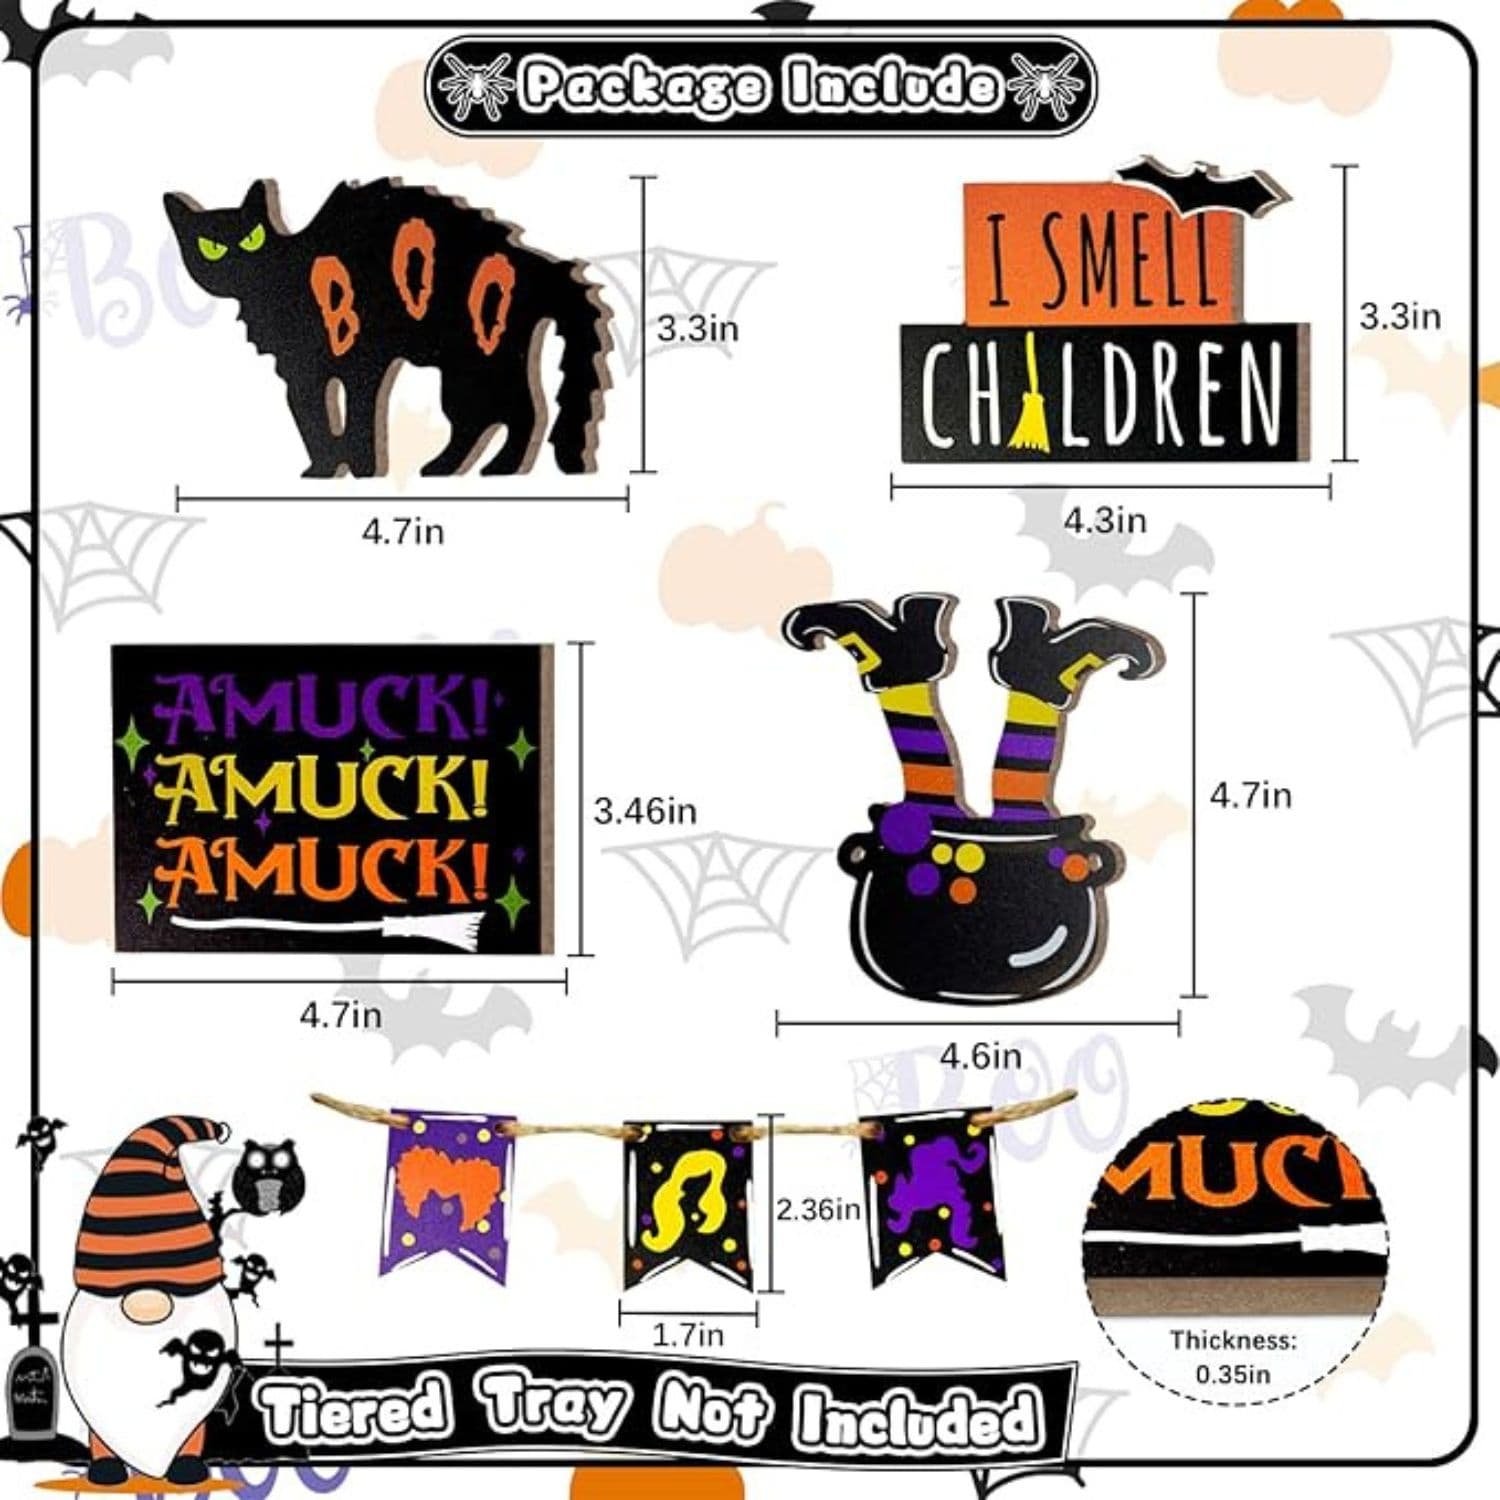 Package Include
BOO
3.3in
4.7in
I SMELL
CHILDREN
3.3in
4.3in
AMUCK!
AMUCK!
AMUCK!
3.46in
4.7in
4.7in
4.6in
BOO
2.36in
1.7in
MUCK
Thickness:
0.35in
Tiered Tray Not Included